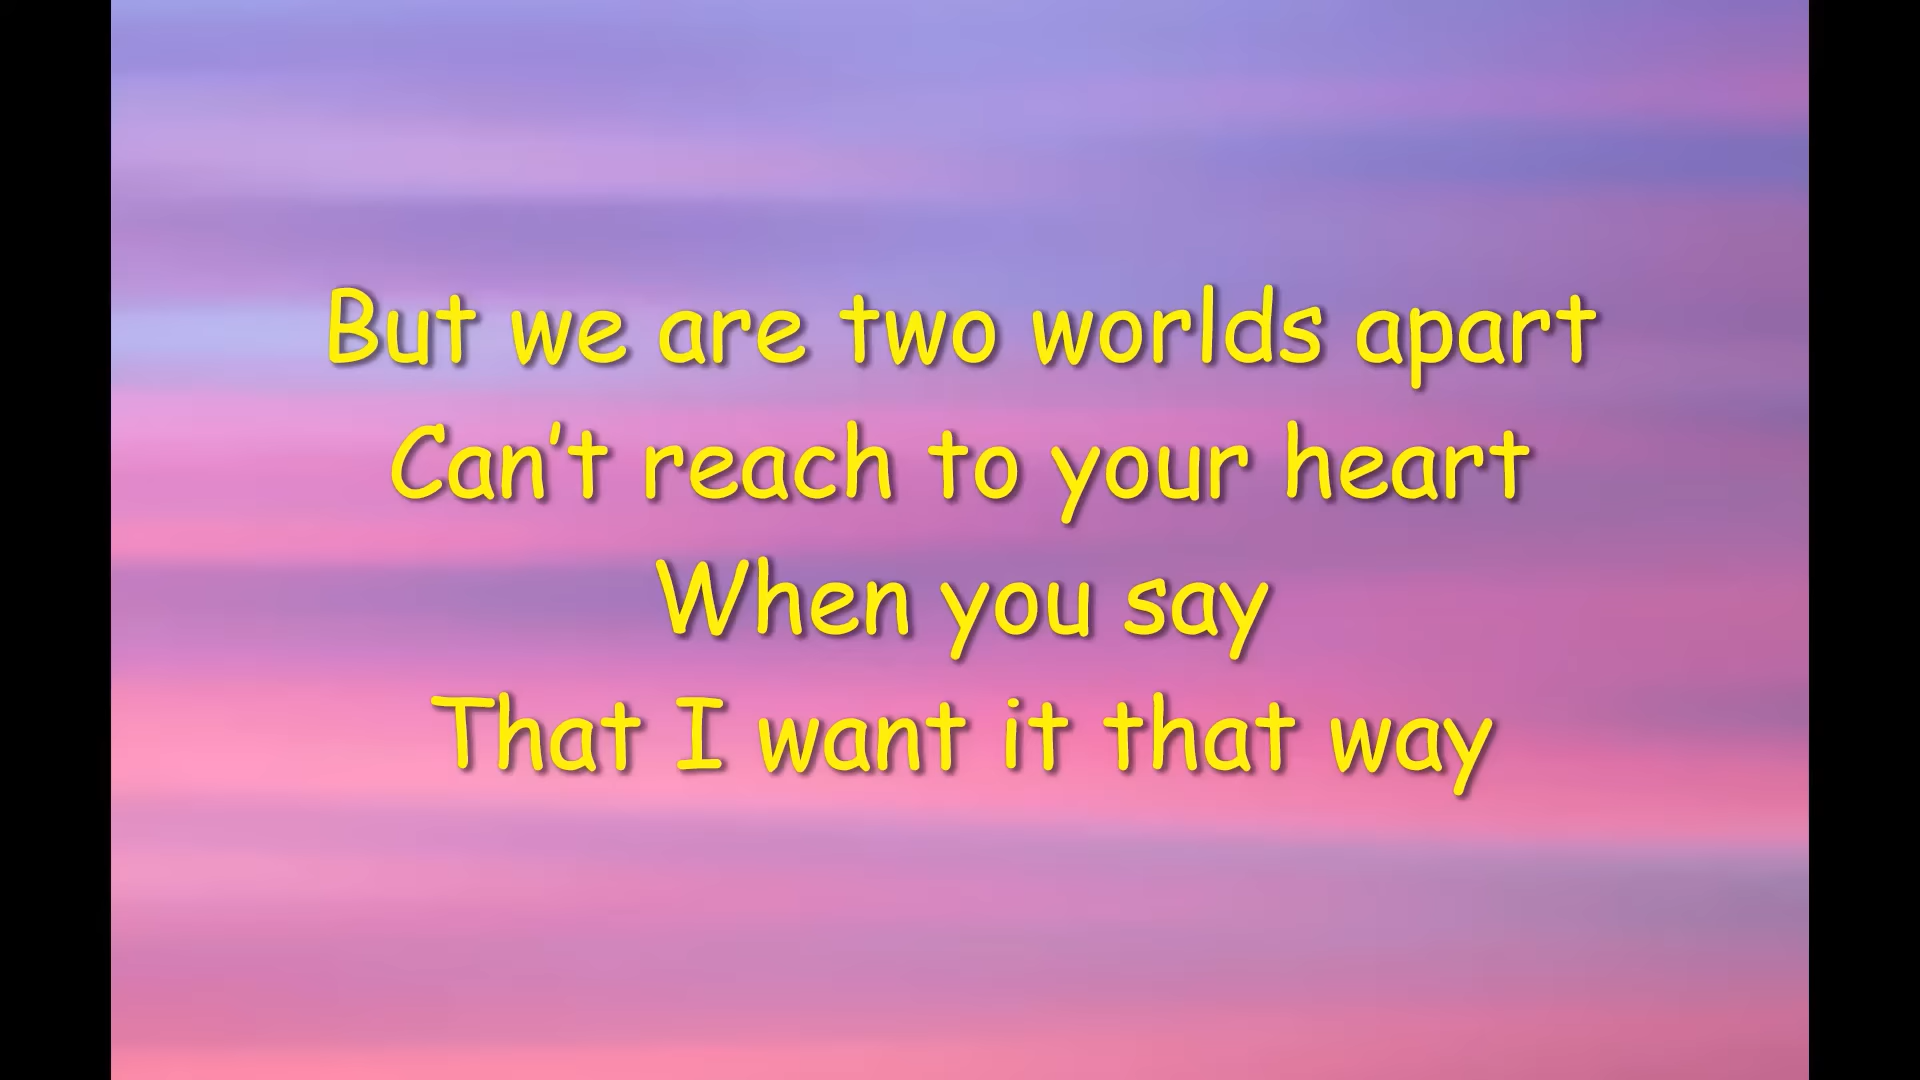 But we are two worlds apart
Can’t reach to your heart
When you say
That I want it that way